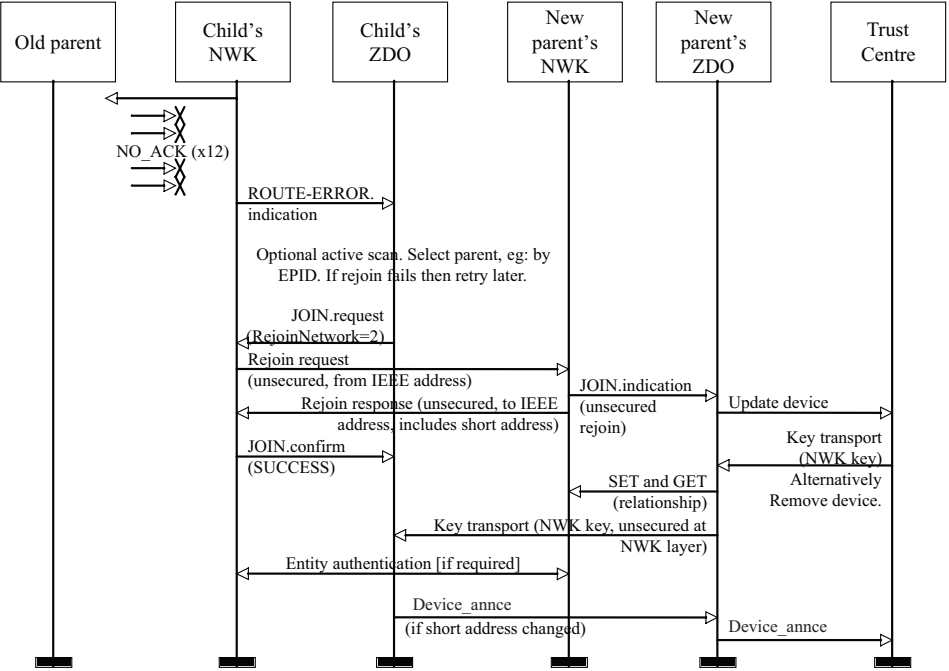 Old parent
Child's
NWK
Child's
ZDO
New
parent's
NWK
New
parent's
ZDO
Trust
Centre
NO_ACK (x12)
ROUTE-ERROR.
indication
Optional active scan. Select parent, eg: by
EPID. If rejoin fails then retry later.
JOIN.request
(RejoinNetwork=2)
Rejoin request
(unsecured, from IEEE address)
JOIN.indication
(unsecured
rejoin)
Rejoin response (unsecured, to IEEE
address, includes short address)
Update device
JOIN.confirm
(SUCCESS)
Key transport
(NWK key)
Alternatively
Remove device.
SET and GET
(relationship)
Key transport (NWK key, unsecured at
NWK layer)
Entity authentication [if required]
Device_annce
(if short address changed)
Device_annce